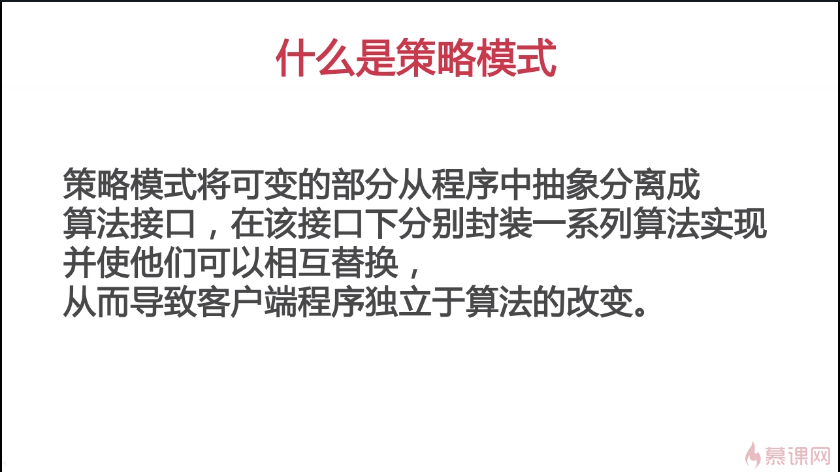 什么是策略模式
策略模式将可变的部分从程序中抽象分离成
算法接口，在该接口下分别封装一系列算法实现
并使他们可以相互替换，
从而导致客户端程序独立于算法的改变。
慕课网